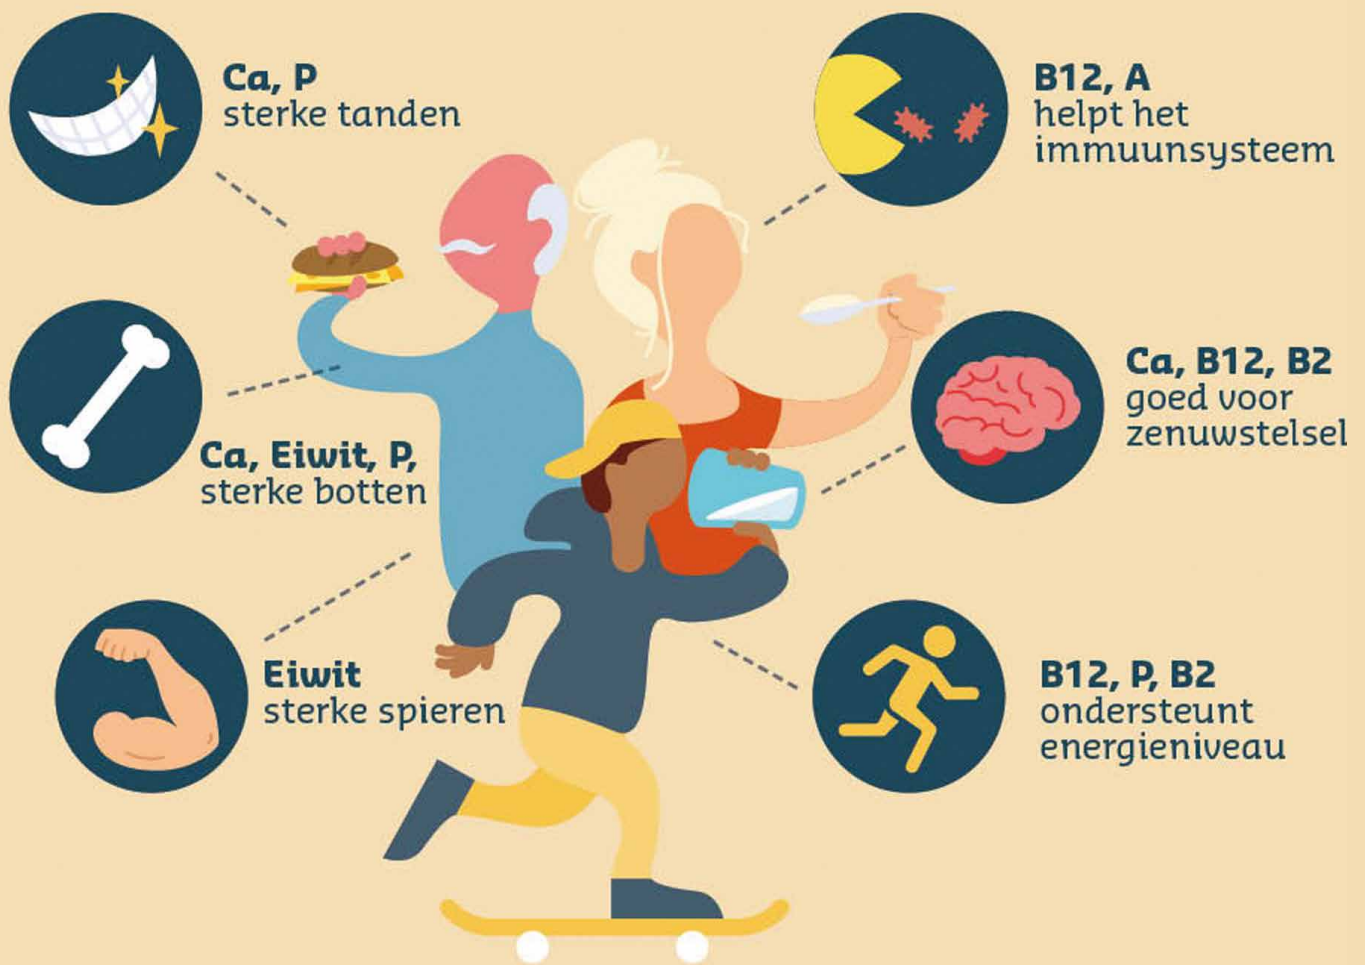 Ca, P
sterke tanden
B12, A
helpt het
immuunsysteem
Ca, Eiwit, P,
sterke botten
Ca, B12, B2
goed voor
zenuwstelsel
Eiwit
sterke spieren
B12, P, B2
ondersteunt
energieniveau